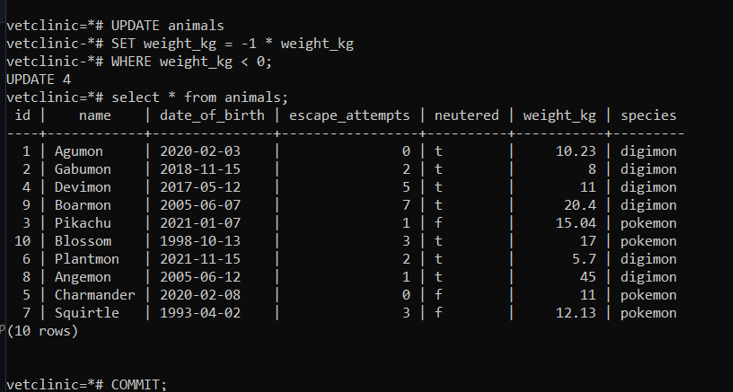 vetclinic=*# UPDATE animals
vetclinic-*# SET weight_kg = -1 * weight_kg
vetclinic-*# WHERE weight_kg < 0;
UPDATE 4
vetclinic=*# select * from animals;
 id |    name    | date_of_birth | escape_attempts | neutered | weight_kg | species
----+------------+---------------+-----------------+----------+-----------+---------
  1 | Agumon     | 2020-02-03    |               0 | t        |     10.23 | digimon
  2 | Gabumon    | 2018-11-15    |               2 | t        |         8 | digimon
  4 | Devimon    | 2017-05-12    |               5 | t        |        11 | digimon
  9 | Boarmon    | 2005-06-07    |               7 | t        |      20.4 | digimon
  3 | Pikachu    | 2021-01-07    |               1 | f        |     15.04 | pokemon
 10 | Blossom    | 1998-10-13    |               3 | t        |        17 | pokemon
  6 | Plantmon   | 2021-11-15    |               2 | t        |       5.7 | digimon
  8 | Angemon    | 2005-06-12    |               1 | t        |        45 | digimon
  5 | Charmander | 2020-02-08    |               0 | f        |        11 | pokemon
  7 | Squirtle   | 1993-04-02    |               3 | f        |     12.13 | pokemon
(10 rows)
vetclinic=*# COMMIT;